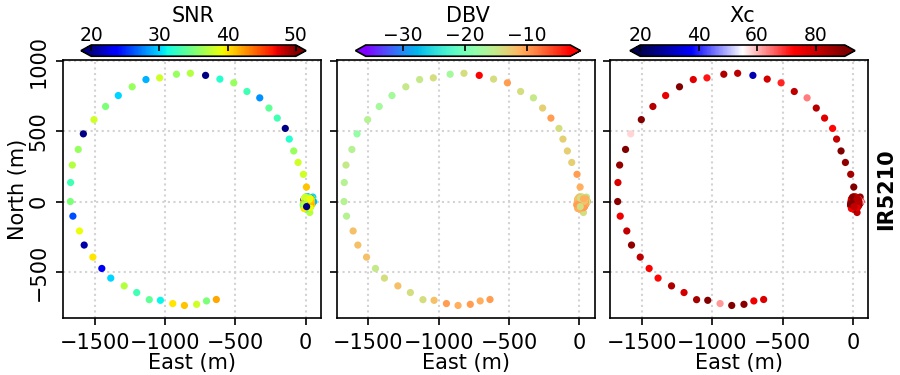 SNR DBV Xc
20 30 40 50 −30 −20 −10 20 40 60 80
1000
500
0
−500
North (m)
−1500 −1000 −500 0 −1500 −1000 −500 0 −1500 −1000 −500 0
East (m) East (m) East (m)
IR5210